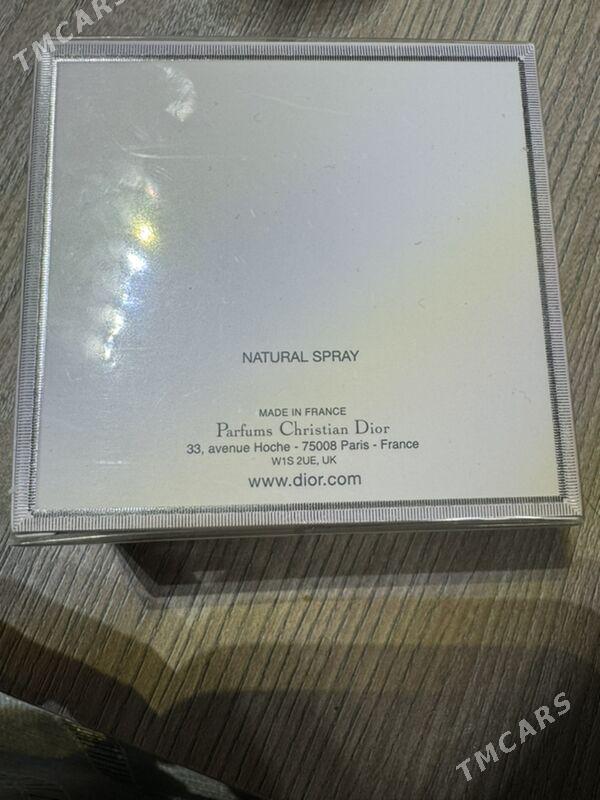 TMCARS
NATURAL SPRAY
MADE IN FRANCE
Parfums Christian Dior
33, avenue Hoche - 75008 Paris - France
W1S 2UE, UK
www.dior.com
TMCARS